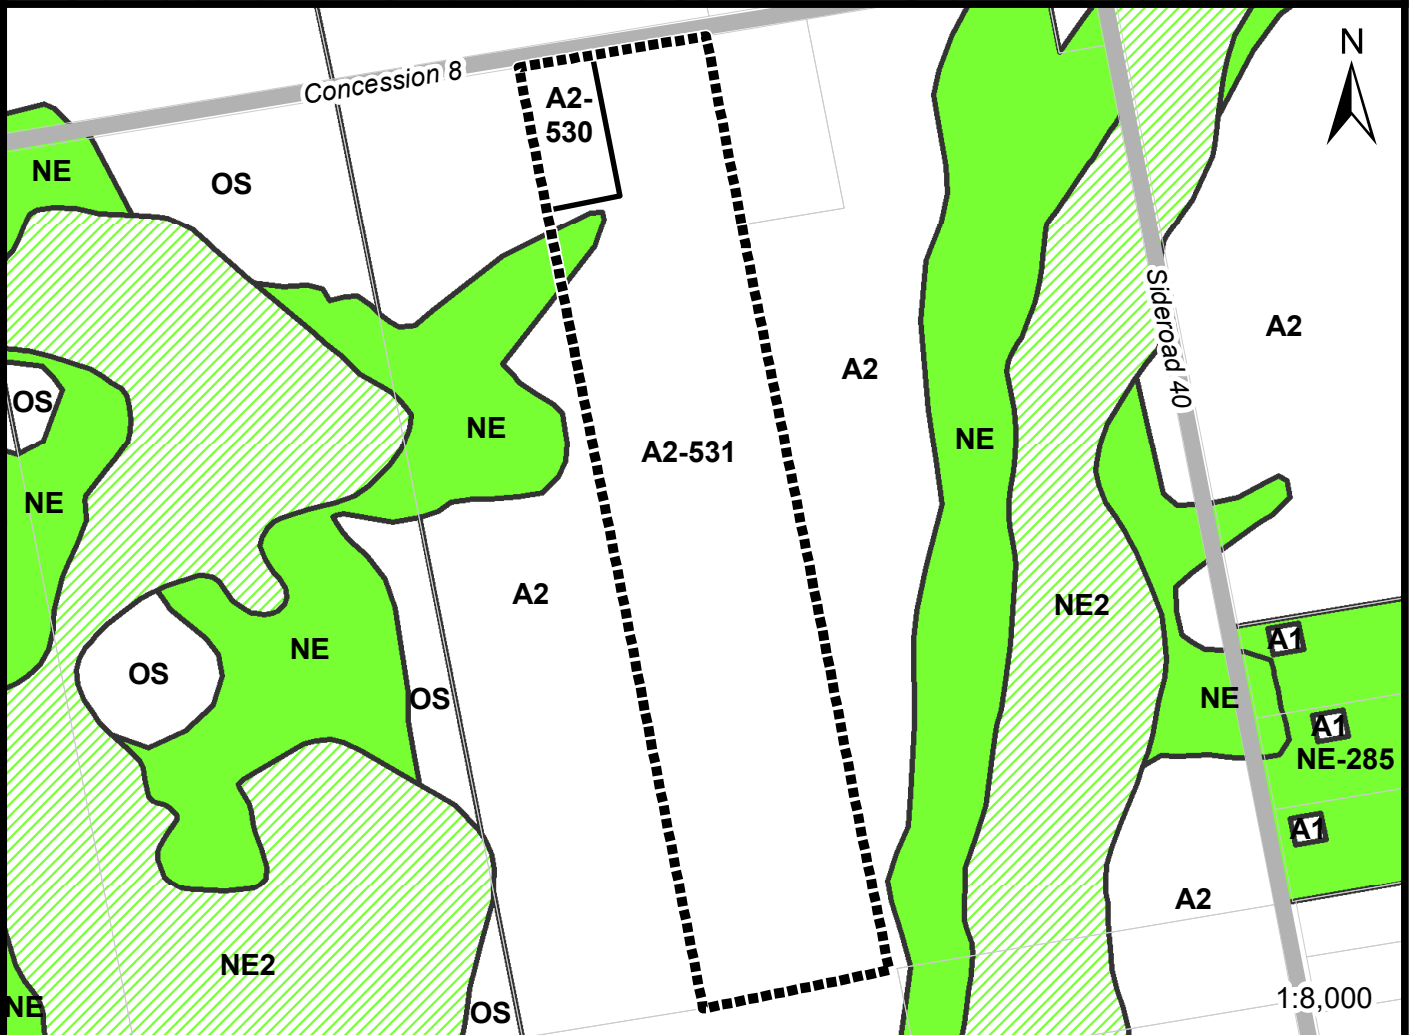 N
Concession 8
A2-
530
NE
OS
Sideroad 40
A2
A2
OS
NE
NE
A2-531
NE
A2
NE2
A1
NE
OS
OS
NE
A1
NE-285
A1
A2
NE2
NE
OS
1:8,000